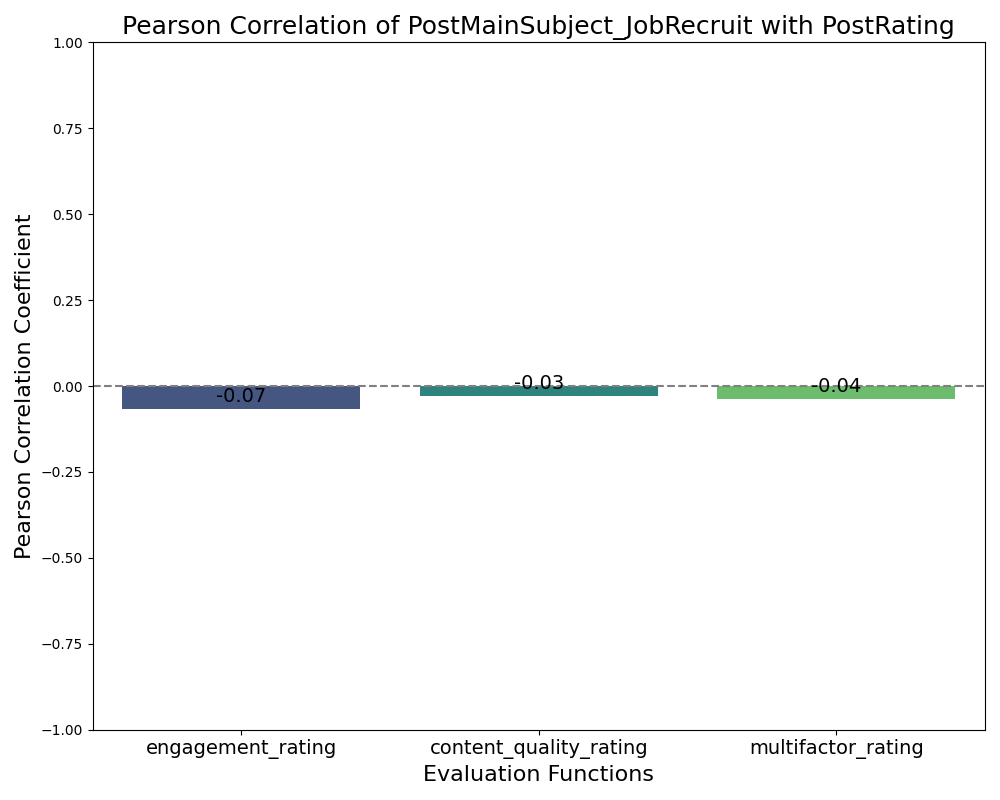 Pearson Correlation of PostMainSubject_JobRecruit with PostRating
Pearson Correlation Coefficient
1.00
0.75
0.50
0.25
0.00
−0.25
−0.50
−0.75
−1.00
-0.07
-0.03
-0.04
engagement_rating
content_quality_rating
multifactor_rating
Evaluation Functions